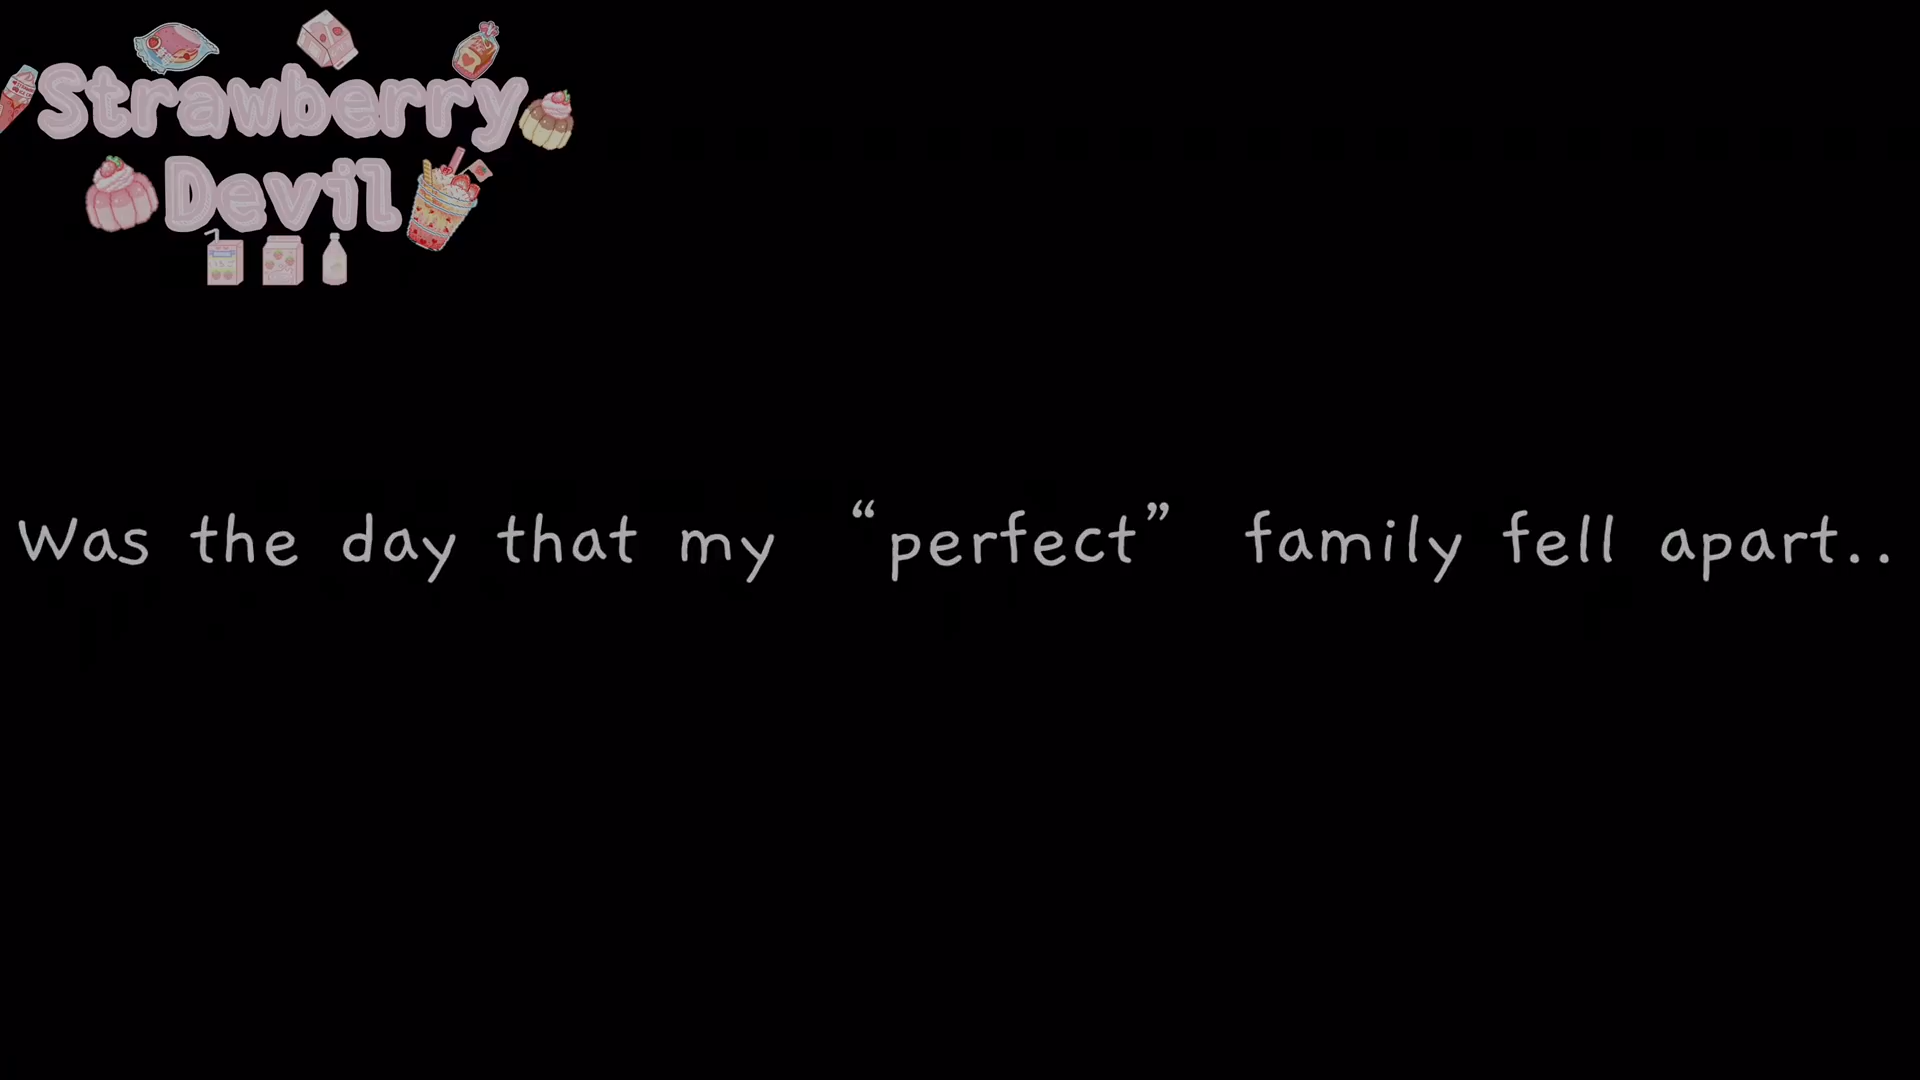 Strawberry
Devil
Was the day that my “perfect” family fell apart..